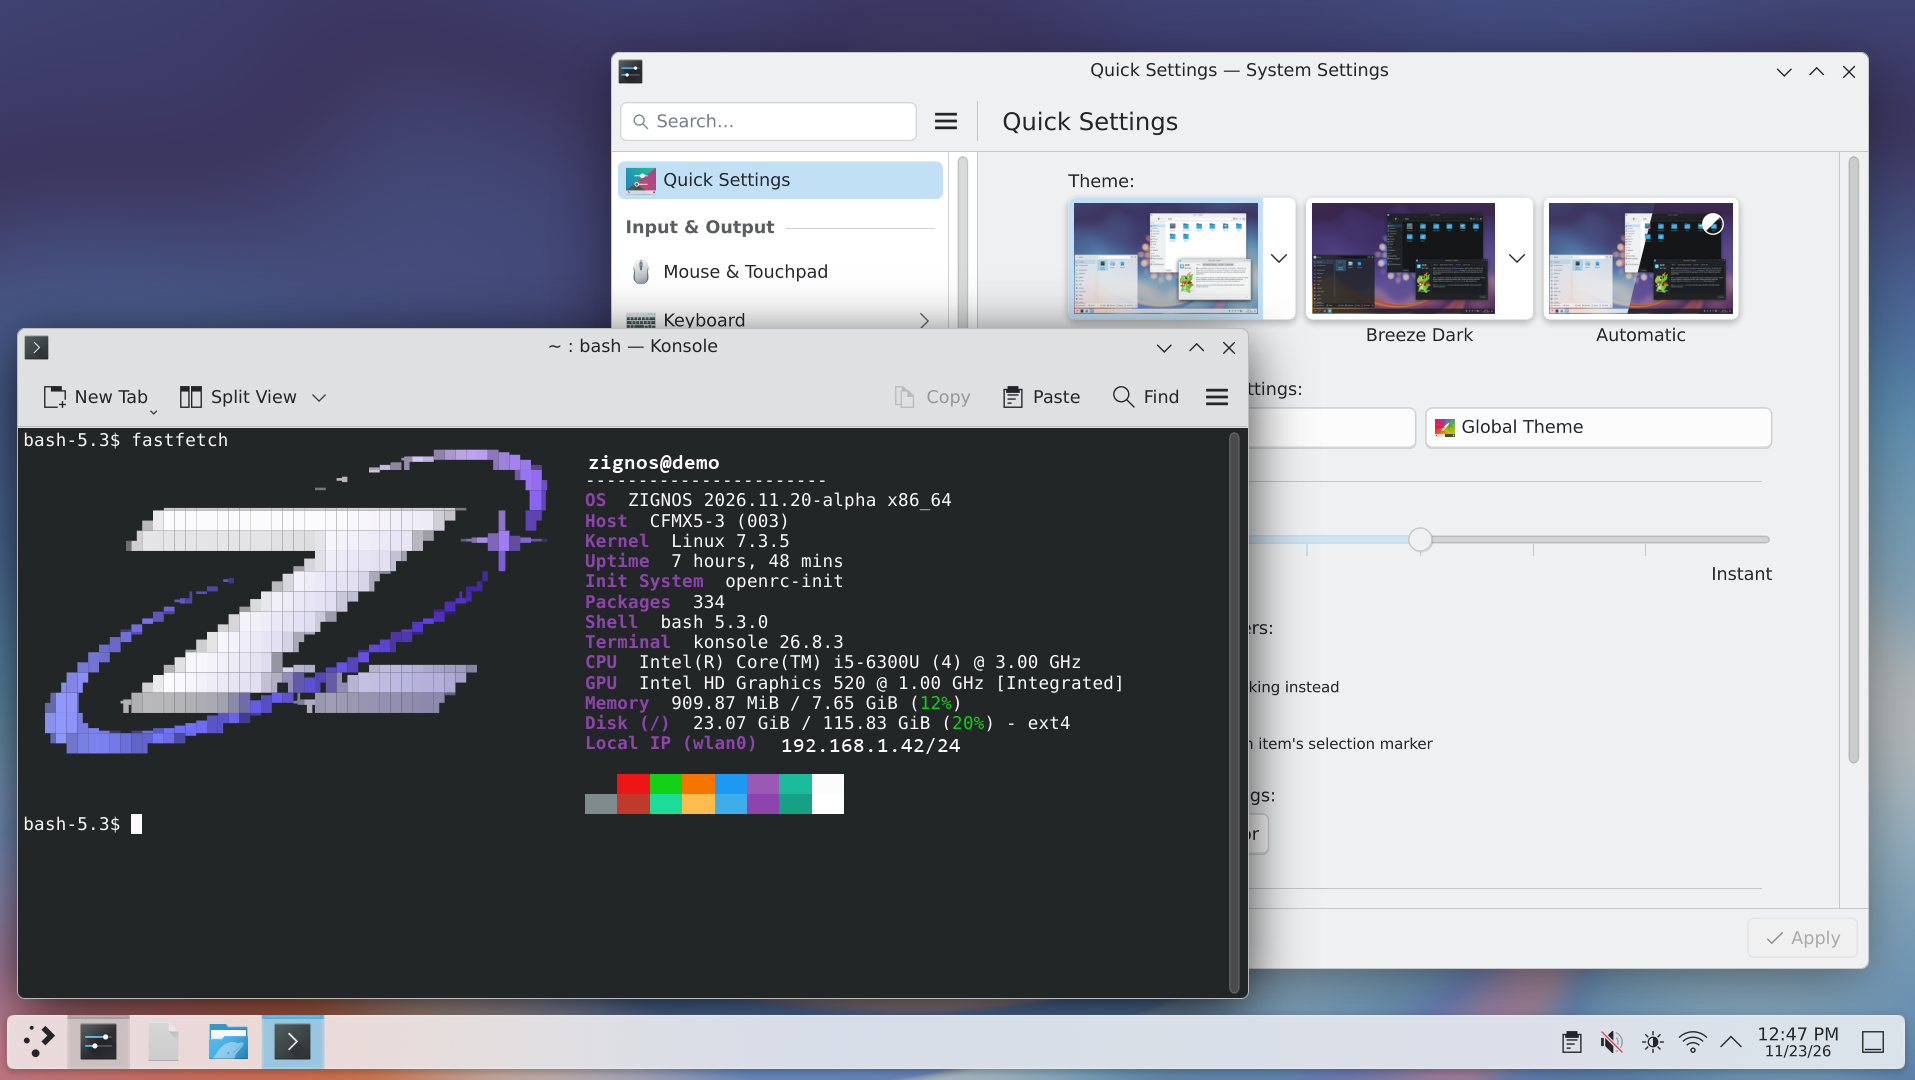 Quick Settings — System Settings
Search...
Quick Settings
Quick Settings
Theme:
Input & Output
Mouse & Touchpad
Keyboard
Breeze Dark
Automatic
~ : bash — Konsole
New Tab
Split View
Copy
Paste
Find
ttings:
Global Theme
bash-5.3$ fastfetch
zignos@demo
-----------------------
OS ZIGNOS 2026.11.20-alpha x86_64
Host CFMX5-3 (003)
Kernel Linux 7.3.5
Uptime 7 hours, 48 mins
Init System openrc-init
Packages 334
Shell bash 5.3.0
Terminal konsole 26.8.3
CPU Intel(R) Core(TM) i5-6300U (4) @ 3.00 GHz
GPU Intel HD Graphics 520 @ 1.00 GHz [Integrated]
Memory 909.87 MiB / 7.65 GiB (12%)
Disk (/) 23.07 GiB / 115.83 GiB (20%) - ext4
Local IP (wlan0) 192.168.1.42/24
bash-5.3$
Instant
ers:
king instead
item's selection marker
gs:
or
Apply
12:47 PM
11/23/26